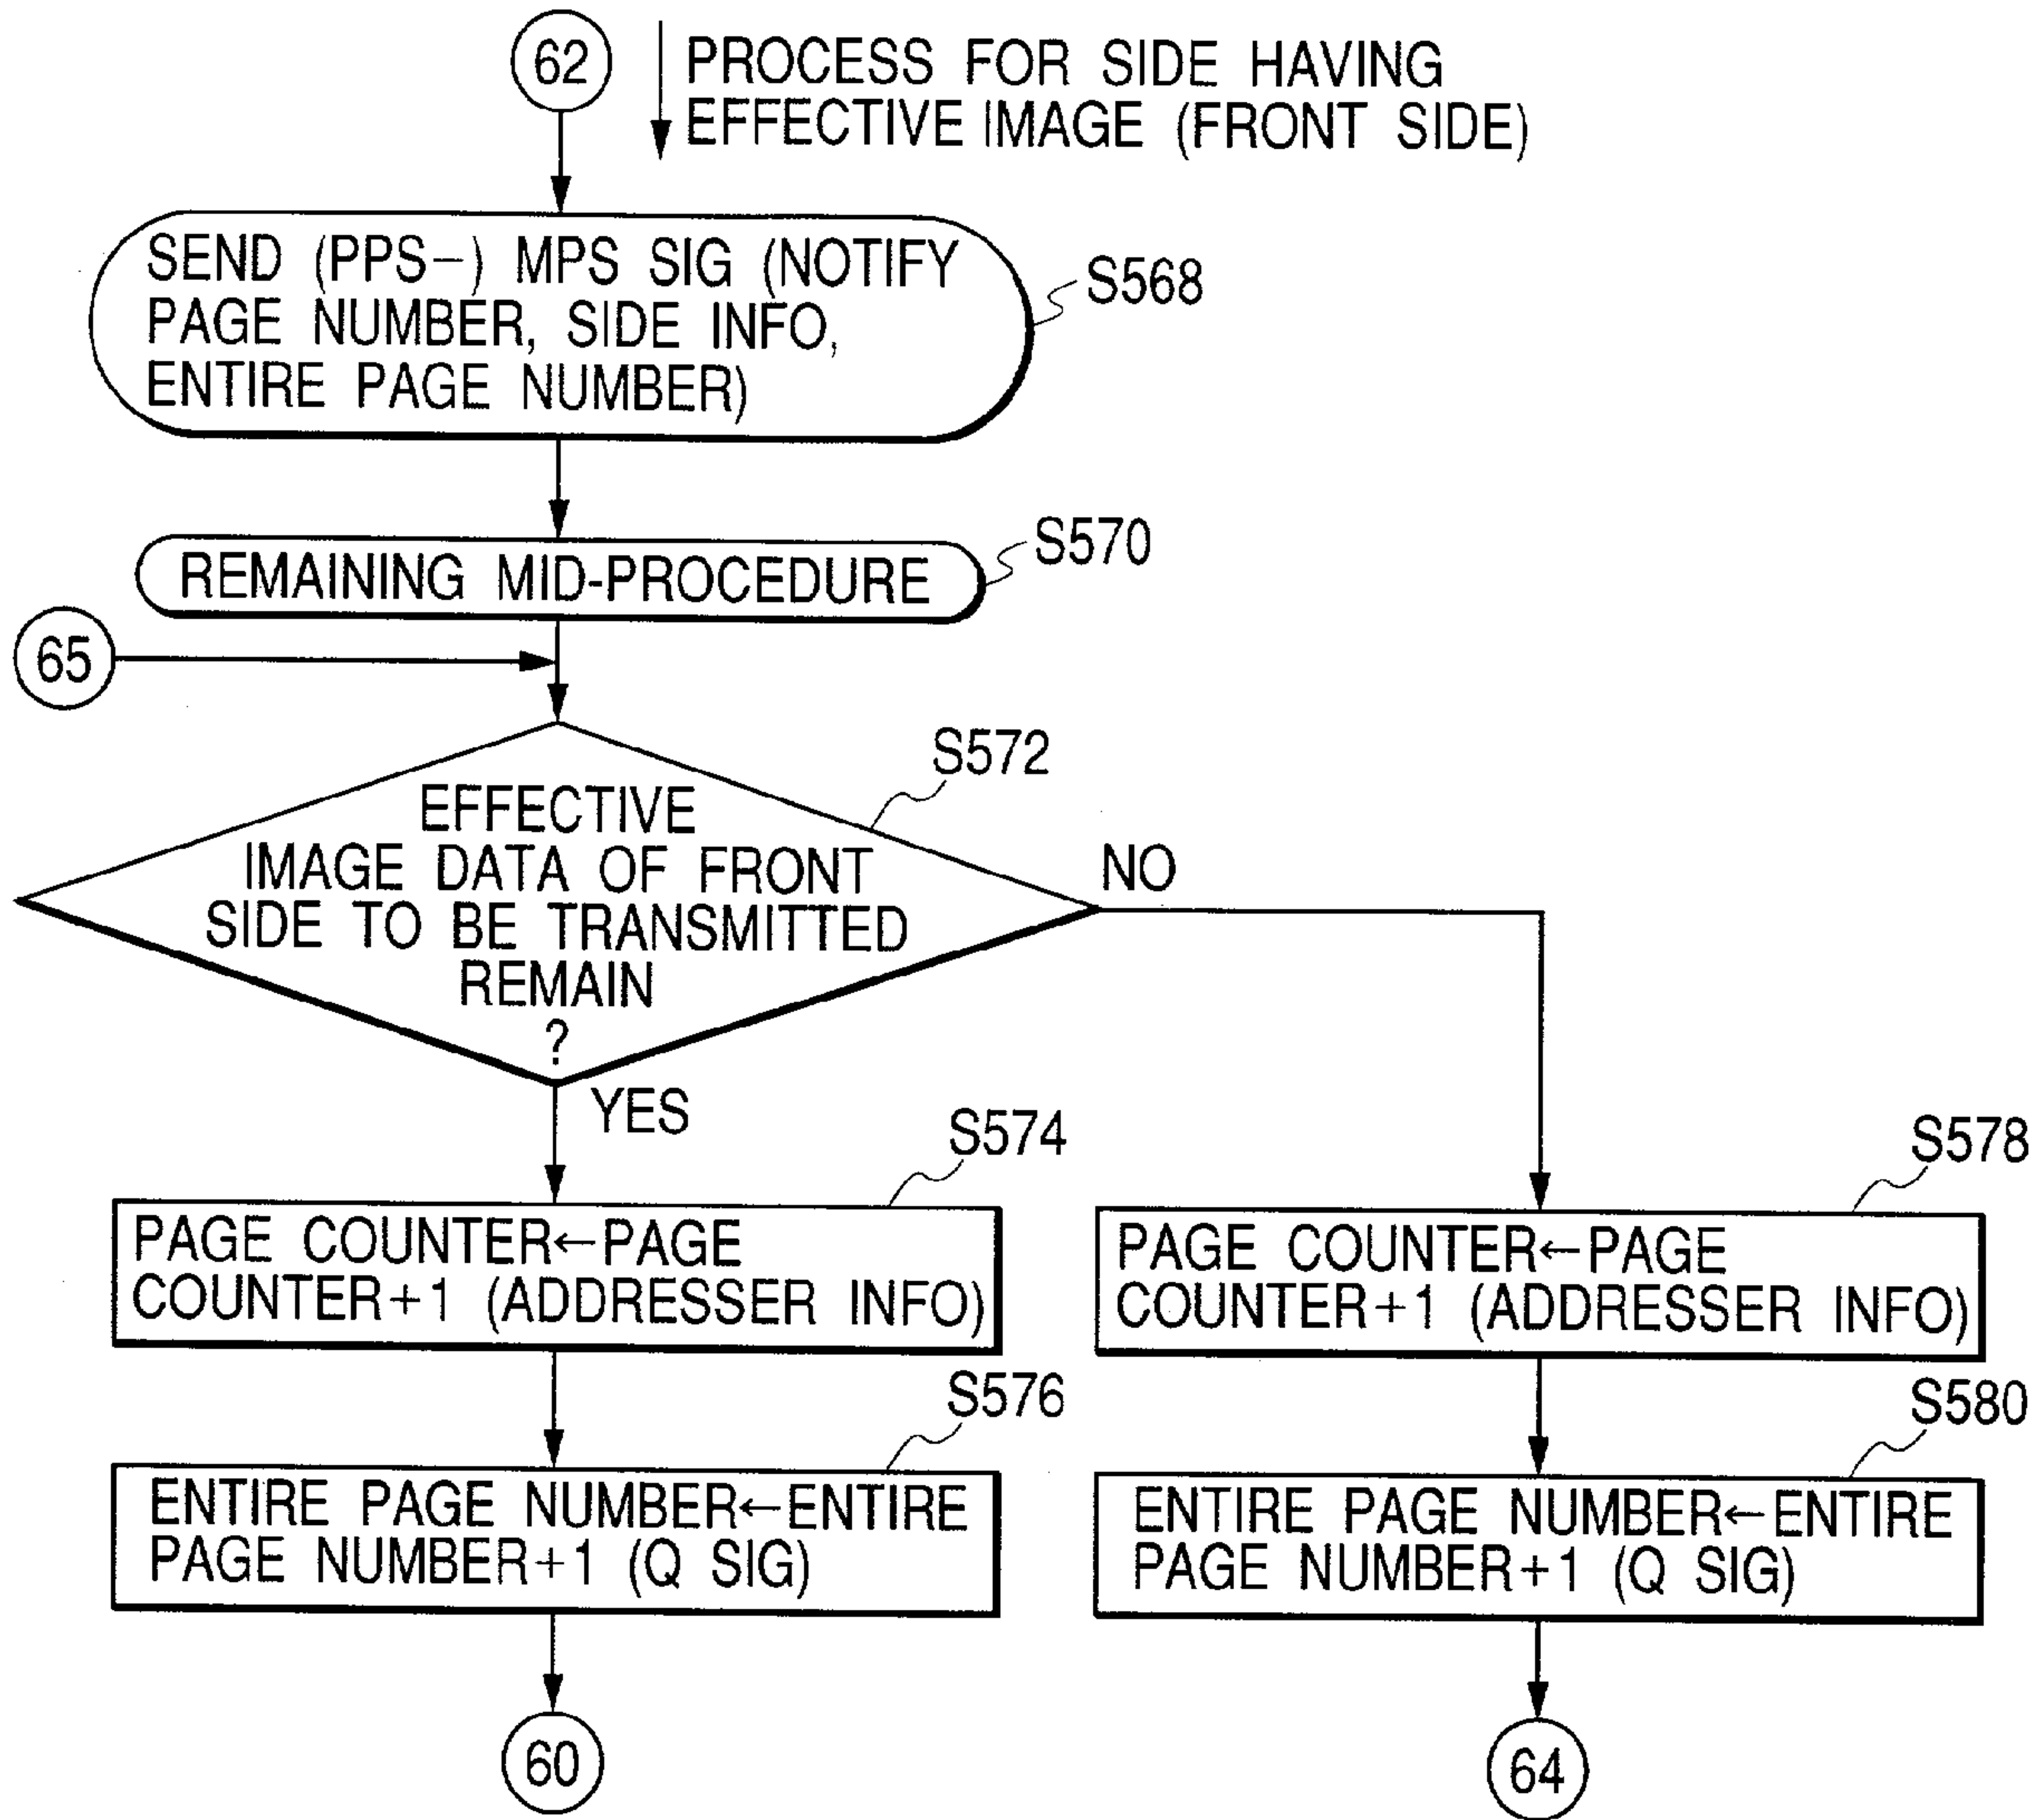 62
PROCESS FOR SIDE HAVING
EFFECTIVE IMAGE (FRONT SIDE)
SEND (PPS-) MPS SIG (NOTIFY
PAGE NUMBER, SIDE INFO,
ENTIRE PAGE NUMBER)
S568
REMAINING MID-PROCEDURE
S570
65
S572
EFFECTIVE
IMAGE DATA OF FRONT
SIDE TO BE TRANSMITTED
REMAIN
?
NO
YES
S574
PAGE COUNTER←PAGE
COUNTER+1 (ADDRESSER INFO)
S578
PAGE COUNTER←PAGE
COUNTER+1 (ADDRESSER INFO)
S576
ENTIRE PAGE NUMBER←ENTIRE
PAGE NUMBER+1 (Q SIG)
S580
ENTIRE PAGE NUMBER←ENTIRE
PAGE NUMBER+1 (Q SIG)
60
64